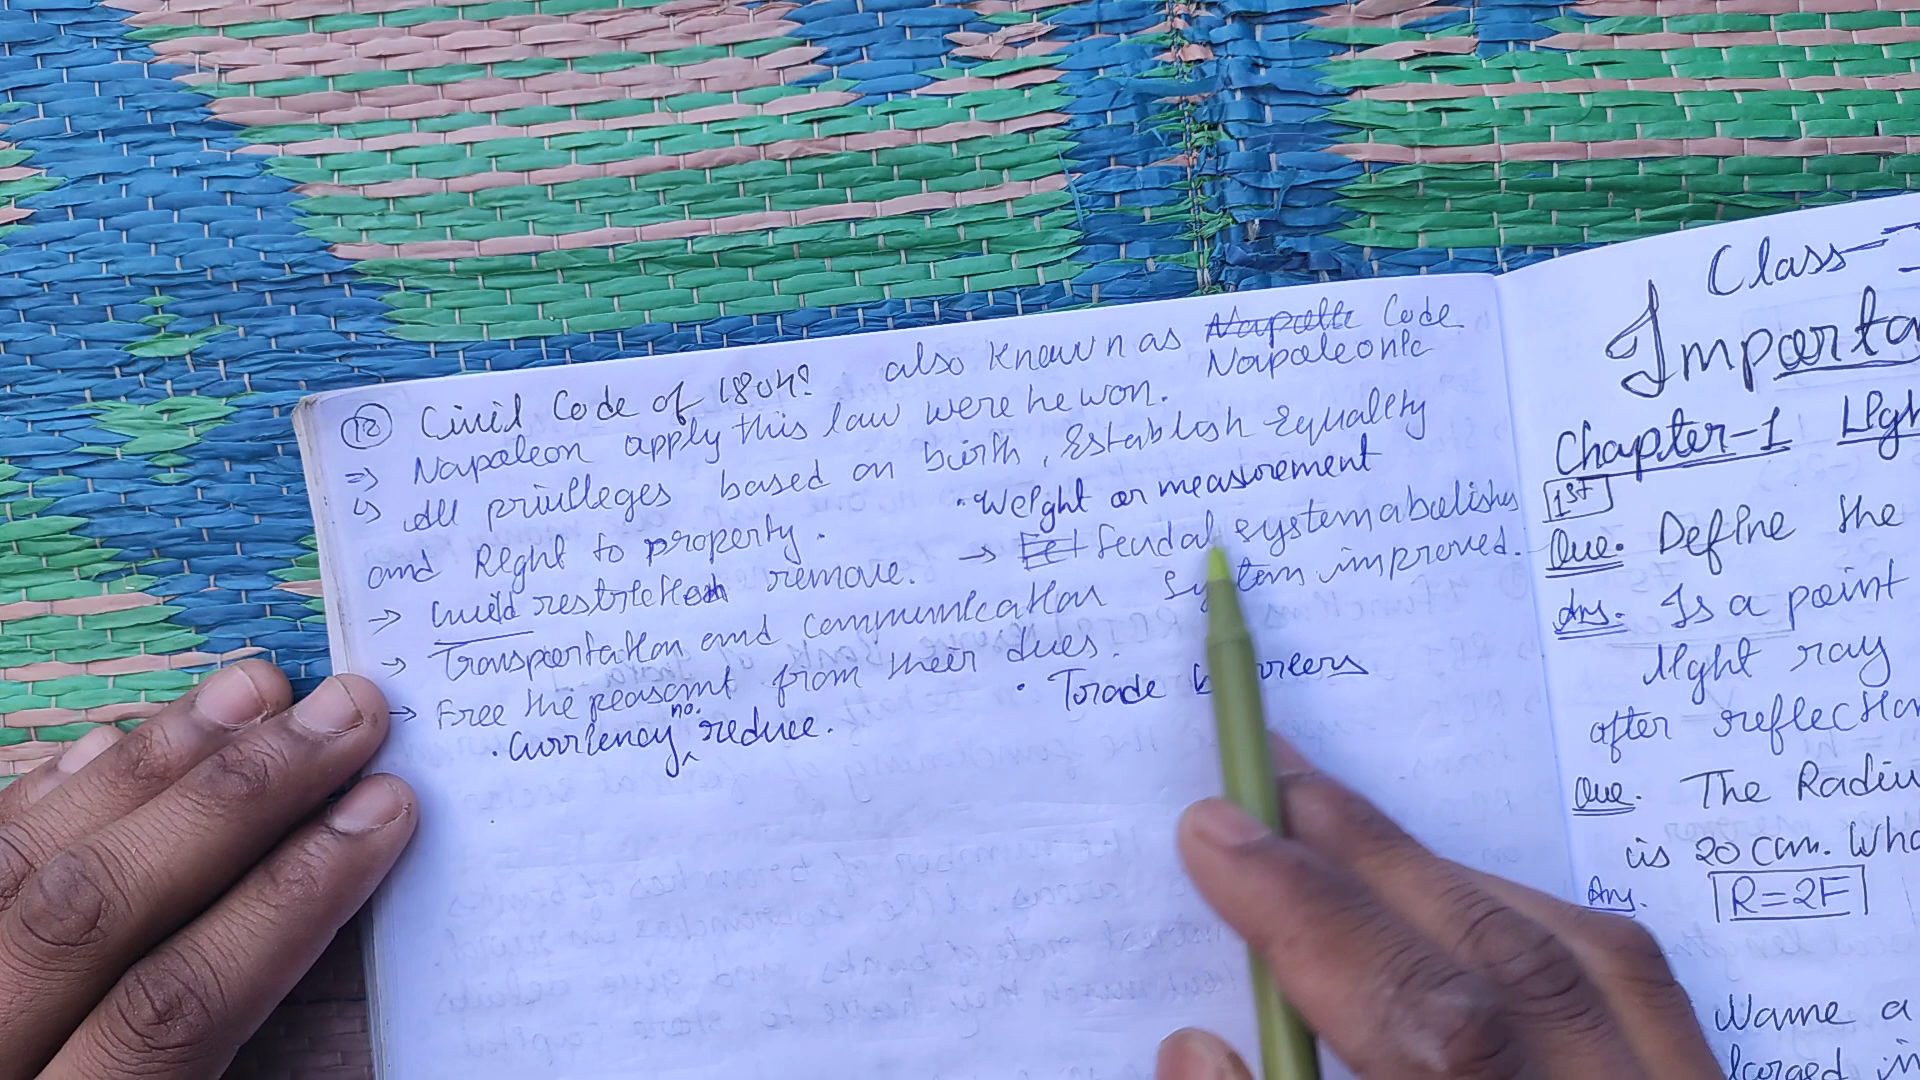 12 Civil Code of 1804: also known as Napoletc Code
Napoleonic
⇒ Napoleon apply this law were he won.
↳ All privileges based on birth, Establish Equality
and Right to property.
• Weight or measurement
→ Guild restriction remove. → Fet feudal system abolishes
→ Transportation and communication system improved.
→ Free the peasant from their dues.
• Currency no. reduce. • Trade
Class-
Importa
Chapter-1 Ligh
1st
Que. Define the
Ans. Is a point
light ray
after reflection
Que. The Radiu
is 20 cm. Wha
Ans. R=2F
Name a